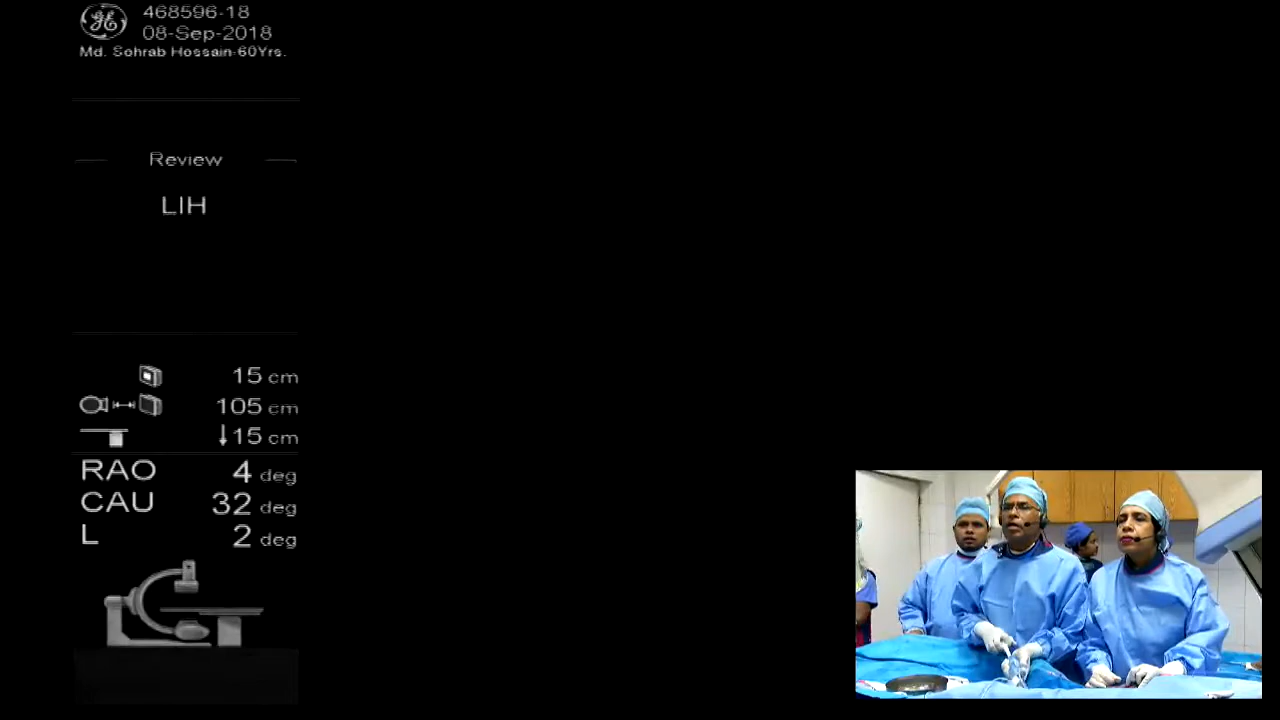 468596-18
08-Sep-2018
Md. Sohrab Hossain-60Yrs.
Review
LIH
15 cm
105 cm
↓15 cm
RAO 4 deg
CAU 32 deg
L 2 deg